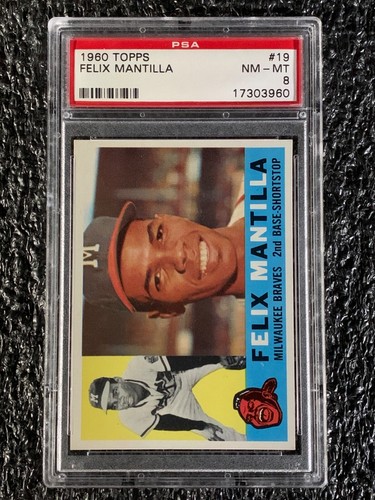 PSA
1960 TOPPS #19
FELIX MANTILLA NM - MT
8
17303960
M
FELIX MANTILLA
MILWAUKEE BRAVES 2nd BASE-SHORTSTOP
M